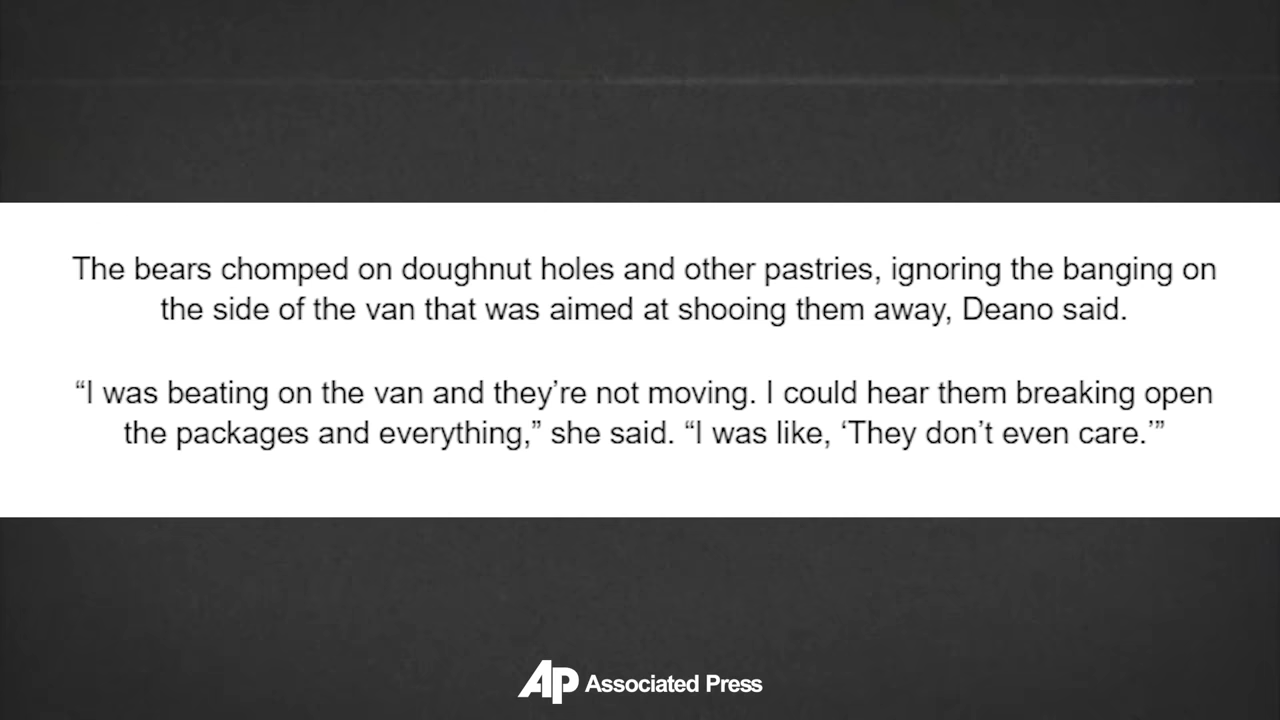 The bears chomped on doughnut holes and other pastries, ignoring the banging on
the side of the van that was aimed at shooing them away, Deano said.
“I was beating on the van and they’re not moving. I could hear them breaking open
the packages and everything,” she said. “I was like, ‘They don’t even care.’”
AP Associated Press